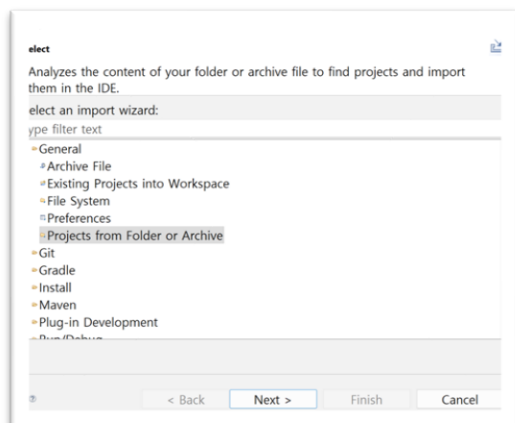 elect
Analyzes the content of your folder or archive file to find projects and import
them in the IDE.
elect an import wizard:
ype filter text
General
Archive File
Existing Projects into Workspace
File System
Preferences
Projects from Folder or Archive
Git
Gradle
Install
Maven
Plug-in Development
Run/Debug
< Back Next > Finish Cancel